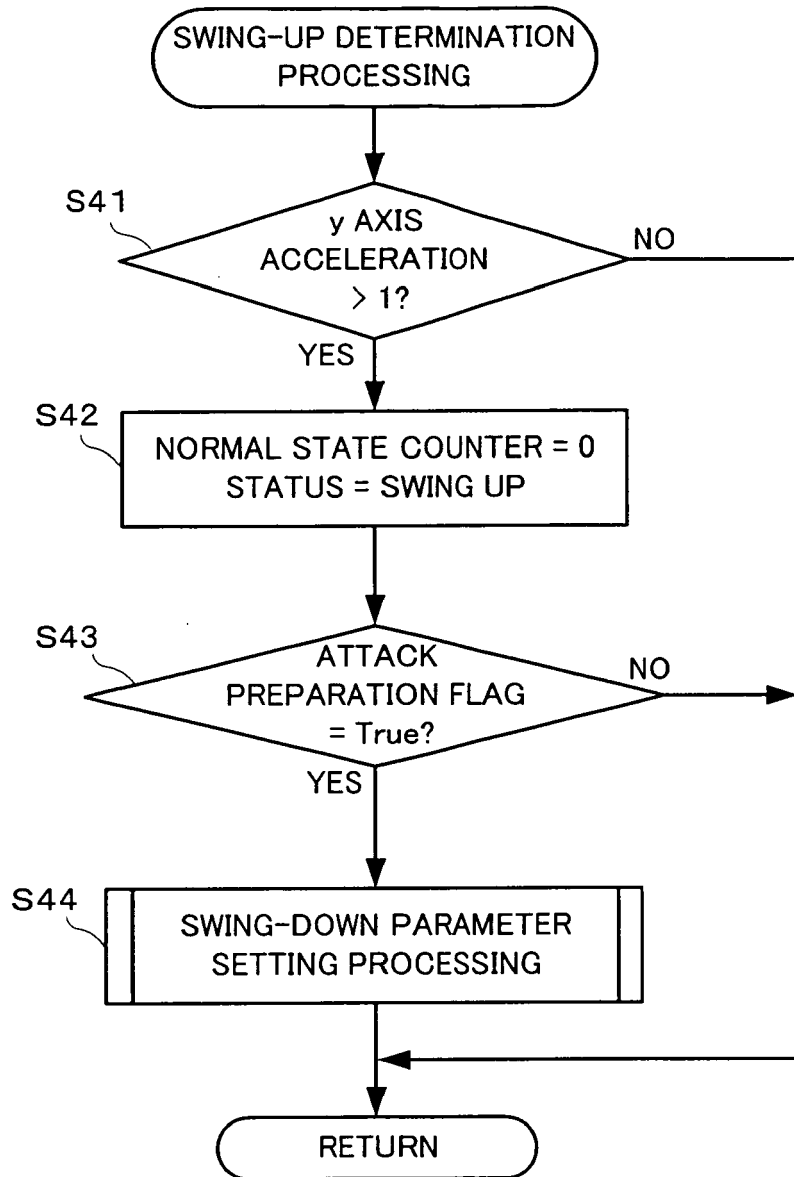 SWING-UP DETERMINATION
PROCESSING
S41
y AXIS
ACCELERATION
> 1?
NO
YES
S42
NORMAL STATE COUNTER = 0
STATUS = SWING UP
S43
ATTACK
PREPARATION FLAG
= True?
NO
YES
S44
SWING-DOWN PARAMETER
SETTING PROCESSING
RETURN